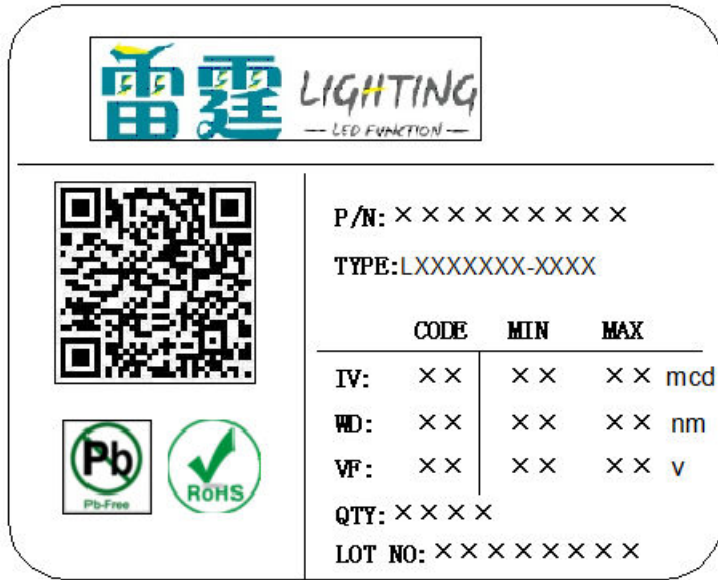 雷霆 LIGHTING
LED FUNCTION
P/N: ×××××××××
TYPE:LXXXXXXX-XXXX
CODE MIN MAX
IV: ×× ×× ×× mcd
WD: ×× ×× ×× nm
VF: ×× ×× ×× v
Pb
Pb-Free
RoHS
QTY: ××××
LOT NO: ××××××××